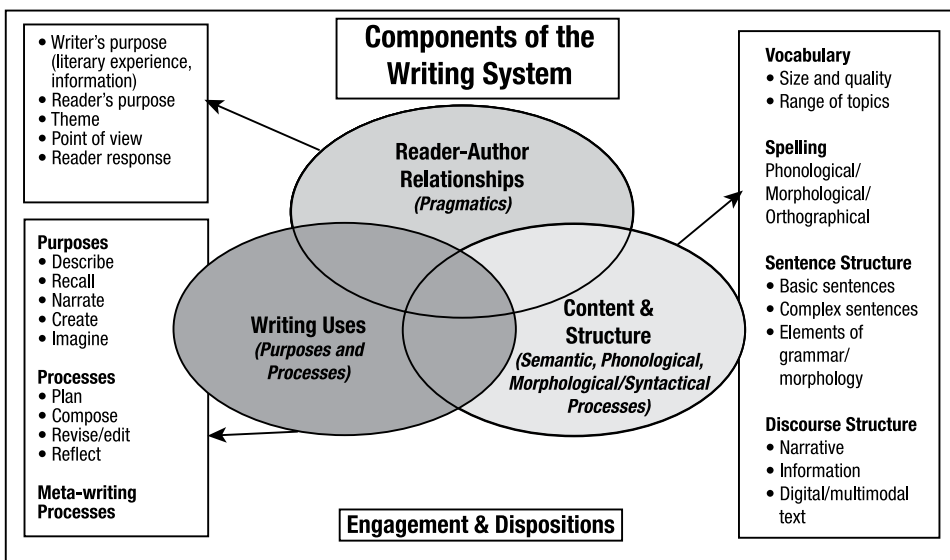 Components of the
Writing System
• Writer's purpose
(literary experience,
information)
• Reader's purpose
• Theme
• Point of view
• Reader response
Reader-Author
Relationships
(Pragmatics)
Purposes
• Describe
• Recall
• Narrate
• Create
• Imagine
Processes
• Plan
• Compose
• Revise/edit
• Reflect
Meta-writing
Processes
Writing Uses
(Purposes and
Processes)
Content &
Structure
(Semantic, Phonological,
Morphological/Syntactical
Processes)
Vocabulary
• Size and quality
• Range of topics
Spelling
Phonological/
Morphological/
Orthographical
Sentence Structure
• Basic sentences
• Complex sentences
• Elements of
grammar/
morphology
Discourse Structure
• Narrative
• Information
• Digital/multimodal
text
Engagement & Dispositions